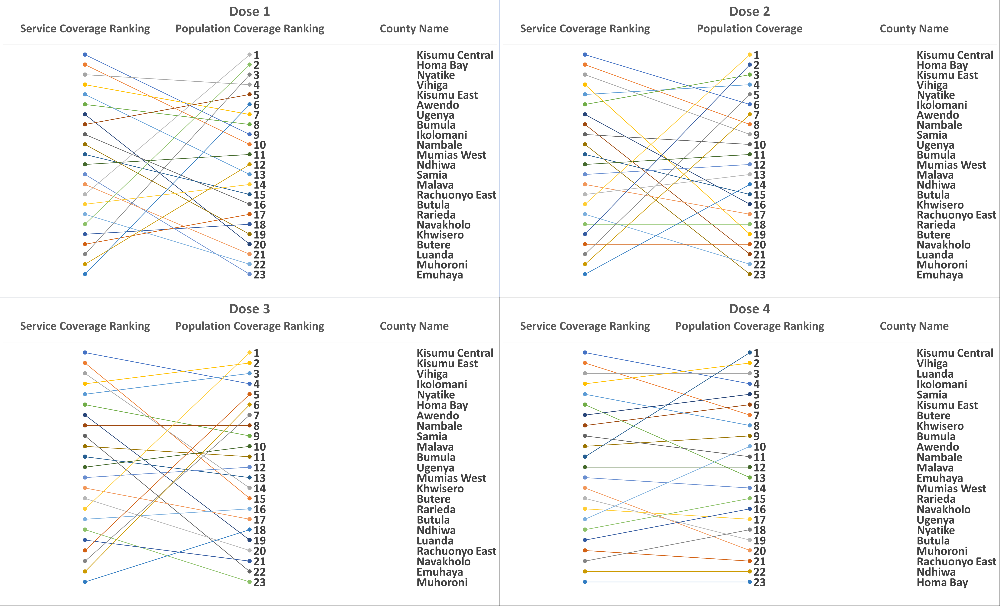 Dose 1
Service Coverage Ranking Population Coverage Ranking County Name
1 Kisumu Central
2 Homa Bay
3 Nyatike
4 Vihiga
5 Kisumu East
6 Awendo
7 Ugenya
8 Bumula
9 Ikolomani
10 Nambale
11 Mumias West
12 Ndhiwa
13 Samia
14 Malava
15 Rachuonyo East
16 Butula
17 Rarieda
18 Navakholo
19 Khwisero
20 Butere
21 Luanda
22 Muhoroni
23 Emuhaya
Dose 2
Service Coverage Ranking Population Coverage County Name
1 Kisumu Central
2 Homa Bay
3 Kisumu East
4 Vihiga
5 Nyatike
6 Ikolomani
7 Awendo
8 Nambale
9 Samia
10 Ugenya
11 Bumula
12 Mumias West
13 Malava
14 Ndhiwa
15 Butula
16 Khwisero
17 Rachuonyo East
18 Rarieda
19 Butere
20 Navakholo
21 Luanda
22 Muhoroni
23 Emuhaya
Dose 3
Service Coverage Ranking Population Coverage Ranking County Name
1 Kisumu Central
2 Kisumu East
3 Vihiga
4 Ikolomani
5 Nyatike
6 Homa Bay
7 Awendo
8 Nambale
9 Samia
10 Malava
11 Bumula
12 Ugenya
13 Mumias West
14 Khwisero
15 Butere
16 Rarieda
17 Butula
18 Ndhiwa
19 Luanda
20 Rachuonyo East
21 Navakholo
22 Emuhaya
23 Muhoroni
Dose 4
Service Coverage Ranking Population Coverage Ranking County Name
1 Kisumu Central
2 Vihiga
3 Luanda
4 Ikolomani
5 Samia
6 Kisumu East
7 Butere
8 Khwisero
9 Bumula
10 Awendo
11 Nambale
12 Malava
13 Emuhaya
14 Mumias West
15 Rarieda
16 Navakholo
17 Ugenya
18 Nyatike
19 Butula
20 Muhoroni
21 Rachuonyo East
22 Ndhiwa
23 Homa Bay